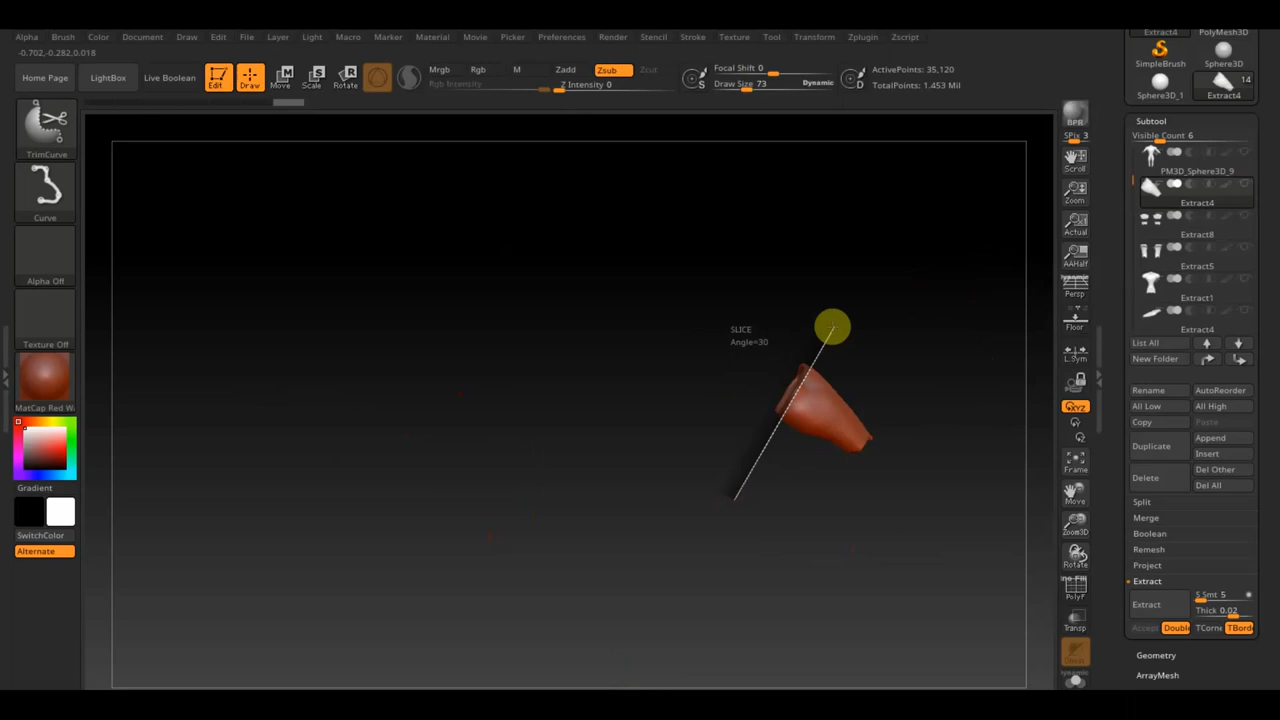 Alpha Brush Color Document Draw Edit File Layer Light Macro Marker Material Movie Picker Preferences Render Stencil Stroke Texture Tool Transform Zplugin Zscript
-0.702,-0.282,0.018
Home Page LightBox Live Boolean Edit Draw Move Scale Rotate Mrgb Rgb M Zadd Zsub Zcut Focal Shift 0 ActivePoints: 35,120
Rgb Intensity Z Intensity 0 Draw Size 73 Dynamic TotalPoints: 1.453 Mil
S D
TrimCurve
Curve
Alpha Off
Texture Off
MatCap Red Wa
Gradient
SwitchColor
Alternate
SLICE
Angle=30
BPR
SPix 3
Scroll
Zoom
Actual
AAHalf
Dynamic
Persp
Floor
L.Sym
XYZ
Y
Z
Frame
Move
Zoom3D
Rotate
PolyF
Transp
Extract4 PolyMesh3D
SimpleBrush Sphere3D
14
Sphere3D_1 Extract4
Subtool
Visible Count 6
PM3D_Sphere3D_9
Extract4
Extract8
Extract5
Extract1
Extract4
List All
New Folder
Rename AutoReorder
All Low All High
Copy Paste
Duplicate Append
Insert
Delete Del Other
Del All
Split
Merge
Boolean
Remesh
Project
Extract
Extract S Smt 5
Thick 0.02
Accept Double TCorne TBord
Geometry
ArrayMesh